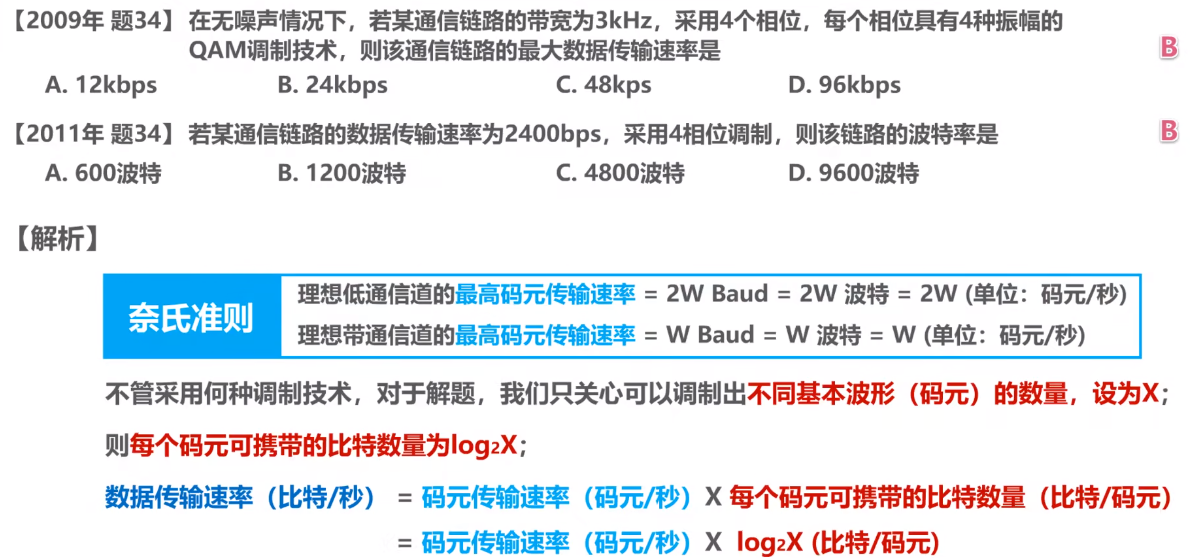 【2009年 题34】 在无噪声情况下，若某通信链路的带宽为3kHz，采用4个相位，每个相位具有4种振幅的
QAM调制技术，则该通信链路的最大数据传输速率是
B
A. 12kbps B. 24kbps C. 48kps D. 96kbps
【2011年 题34】 若某通信链路的数据传输速率为2400bps，采用4相位调制，则该链路的波特率是 B
A. 600波特 B. 1200波特 C. 4800波特 D. 9600波特
【解析】
奈氏准则
理想低通信道的最高码元传输速率 = 2W Baud = 2W 波特 = 2W (单位：码元/秒)
理想带通信道的最高码元传输速率 = W Baud = W 波特 = W (单位：码元/秒)
不管采用何种调制技术，对于解题，我们只关心可以调制出不同基本波形（码元）的数量，设为X；
则每个码元可携带的比特数量为log₂X；
数据传输速率（比特/秒） = 码元传输速率（码元/秒） X 每个码元可携带的比特数量（比特/码元）
= 码元传输速率（码元/秒） X log₂X (比特/码元)